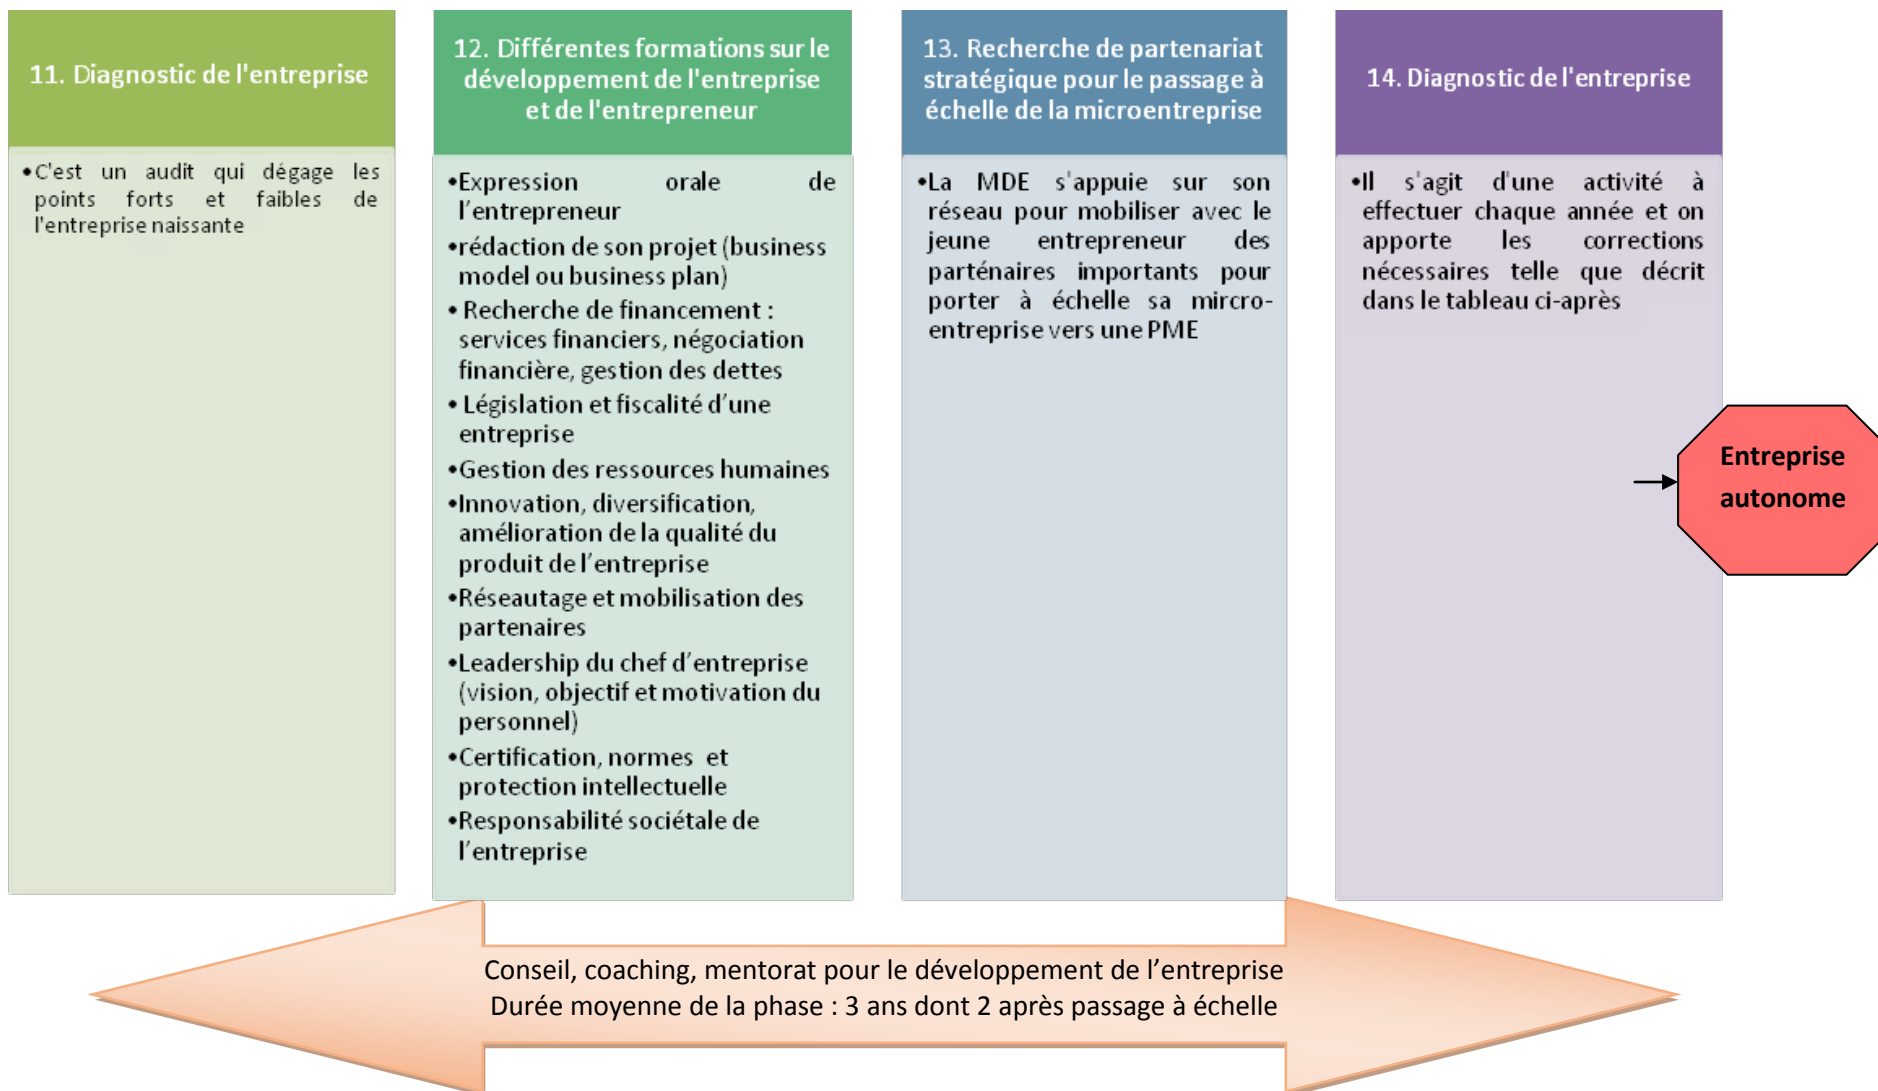 11. Diagnostic de l'entreprise
•C'est un audit qui dégage les
points forts et faibles de
l'entreprise naissante
12. Différentes formations sur le
développement de l'entreprise
et de l'entrepreneur
•Expression orale de
l’entrepreneur
•rédaction de son projet (business
model ou business plan)
• Recherche de financement :
services financiers, négociation
financière, gestion des dettes
• Législation et fiscalité d’une
entreprise
•Gestion des ressources humaines
•Innovation, diversification,
amélioration de la qualité du
produit de l’entreprise
•Réseautage et mobilisation des
partenaires
•Leadership du chef d’entreprise
(vision, objectif et motivation du
personnel)
•Certification, normes et
protection intellectuelle
•Responsabilité sociétale de
l’entreprise
13. Recherche de partenariat
stratégique pour le passage à
échelle de la microentreprise
•La MDE s'appuie sur son
réseau pour mobiliser avec le
jeune entrepreneur des
parténaires importants pour
porter à échelle sa mircro-
entreprise vers une PME
14. Diagnostic de l'entreprise
•Il s'agit d'une activité à
effectuer chaque année et on
apporte les corrections
nécessaires telle que décrit
dans le tableau ci-après
Entreprise
autonome
Conseil, coaching, mentorat pour le développement de l’entreprise
Durée moyenne de la phase : 3 ans dont 2 après passage à échelle